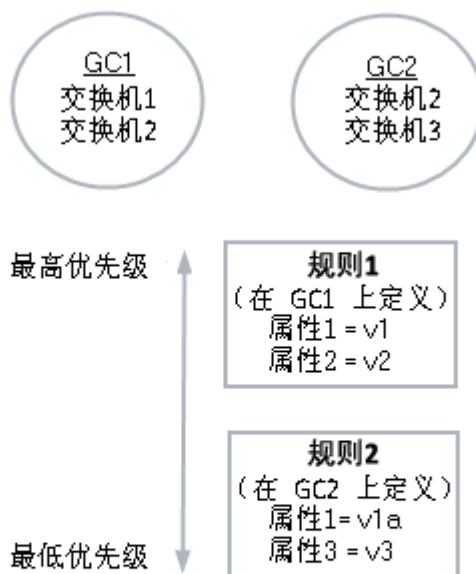 GC1
交换机1
交换机2
GC2
交换机2
交换机3
最高优先级
规则1
(在 GC1 上定义)
属性1 = v1
属性2 = v2
规则2
(在 GC2 上定义)
属性1= v1a
属性3 = v3
最低优先级